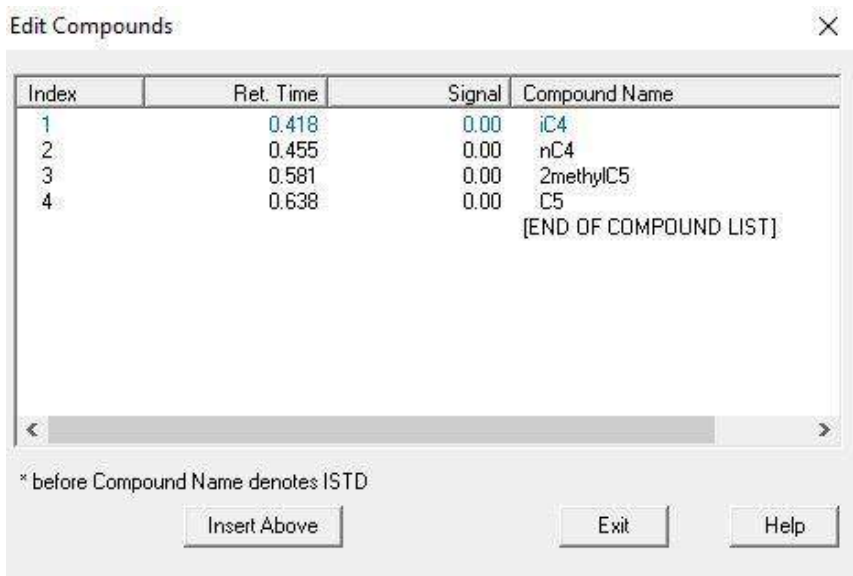 Edit Compounds
Index Ret. Time Signal Compound Name
1 0.418 0.00 iC4
2 0.455 0.00 nC4
3 0.581 0.00 2methylC5
4 0.638 0.00 C5
[END OF COMPOUND LIST]
* before Compound Name denotes ISTD
Insert Above Exit Help